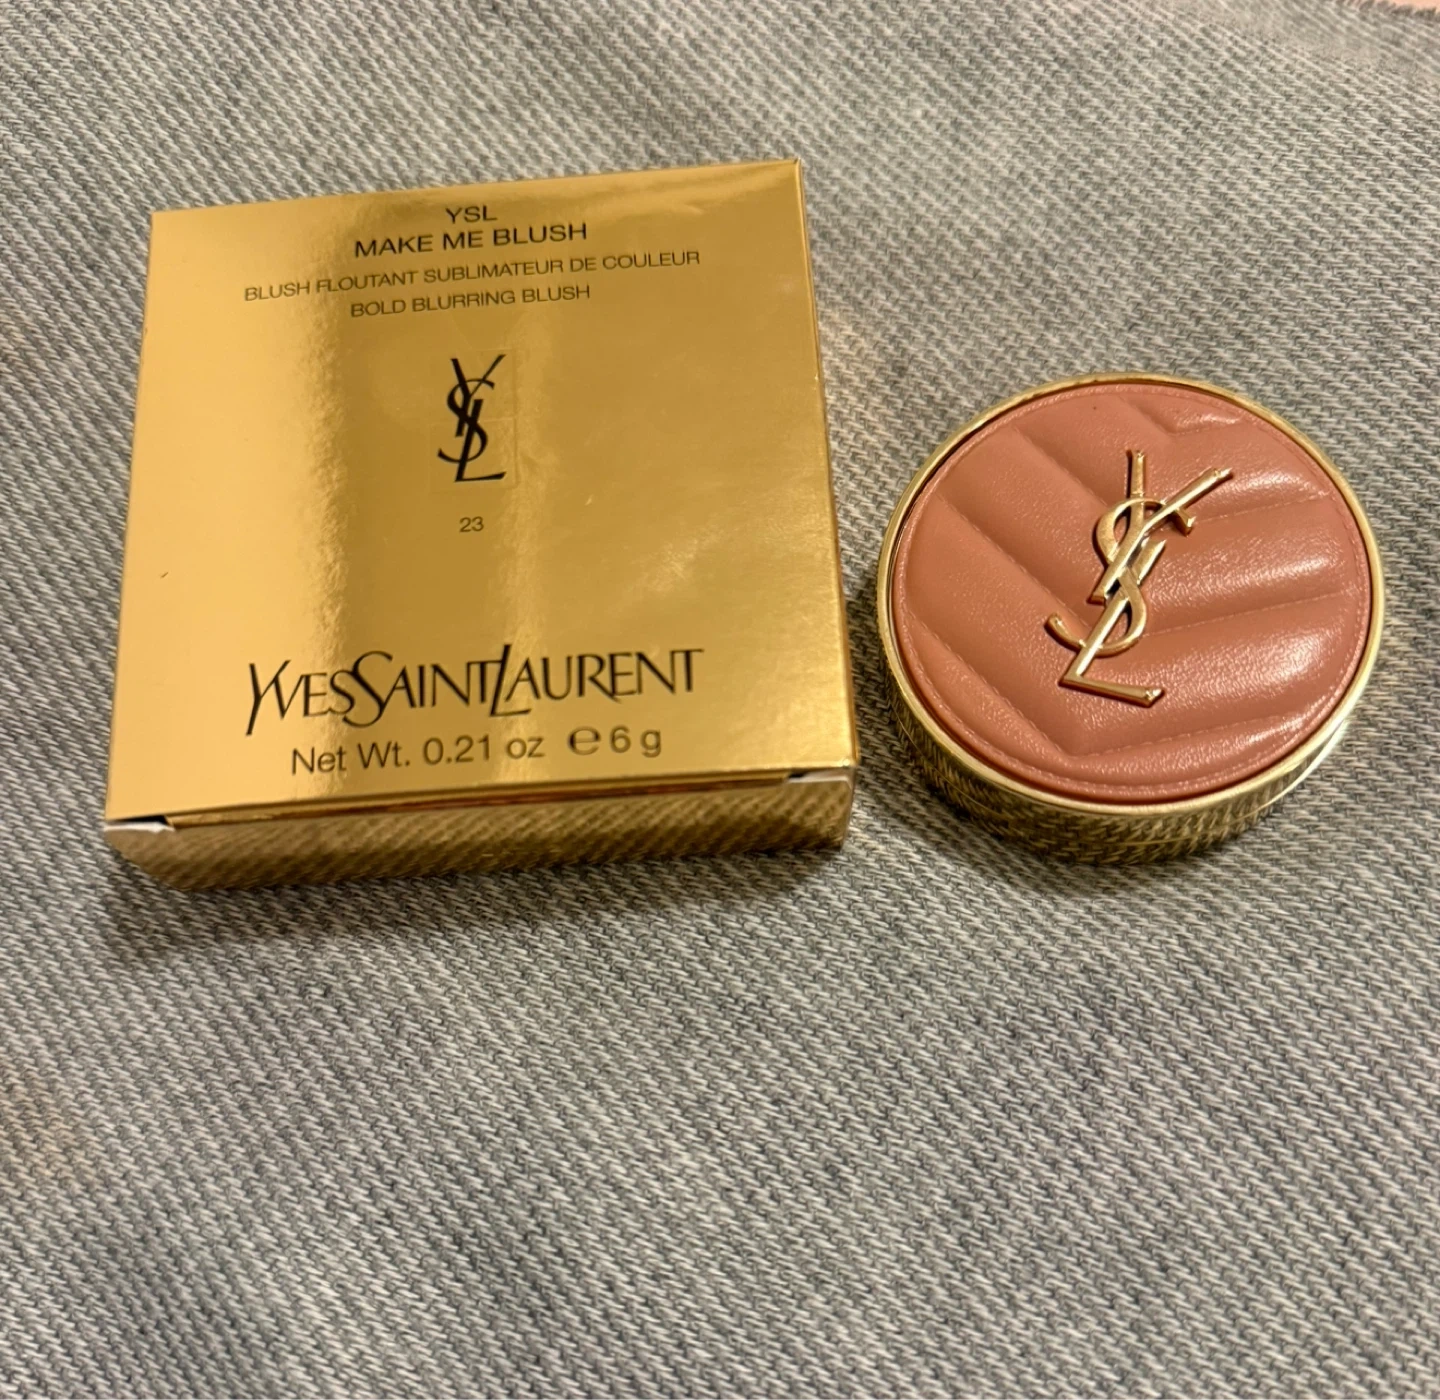 YSL
MAKE ME BLUSH
BLUSH FLOUTANT SUBLIMATEUR DE COULEUR
BOLD BLURRING BLUSH
YSL
23
YVESSAINTLAURENT
Net Wt. 0.21 oz ℮ 6 g
YSL